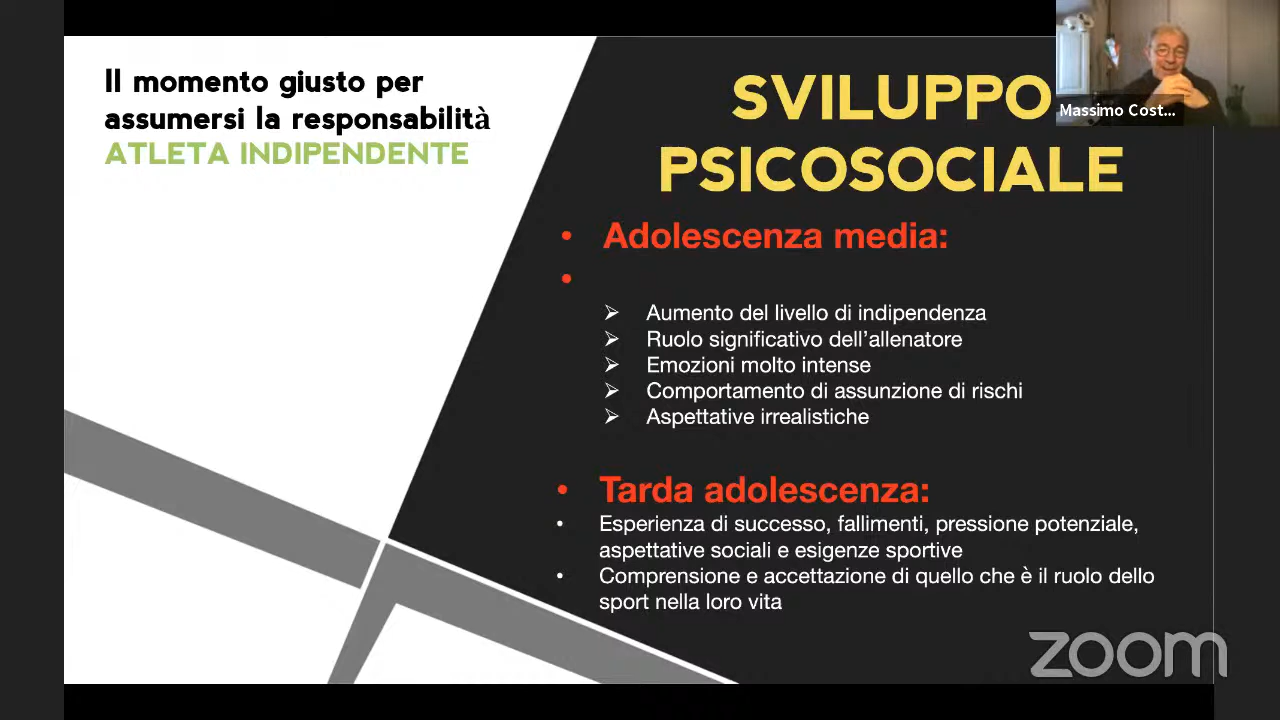 Il momento giusto per
assumersi la responsabilità
ATLETA INDIPENDENTE
SVILUPPO
PSICOSOCIALE
Massimo Cost...
• Adolescenza media:
•
➢ Aumento del livello di indipendenza
➢ Ruolo significativo dell’allenatore
➢ Emozioni molto intense
➢ Comportamento di assunzione di rischi
➢ Aspettative irrealistiche
• Tarda adolescenza:
• Esperienza di successo, fallimenti, pressione potenziale,
aspettative sociali e esigenze sportive
• Comprensione e accettazione di quello che è il ruolo dello
sport nella loro vita
zoom